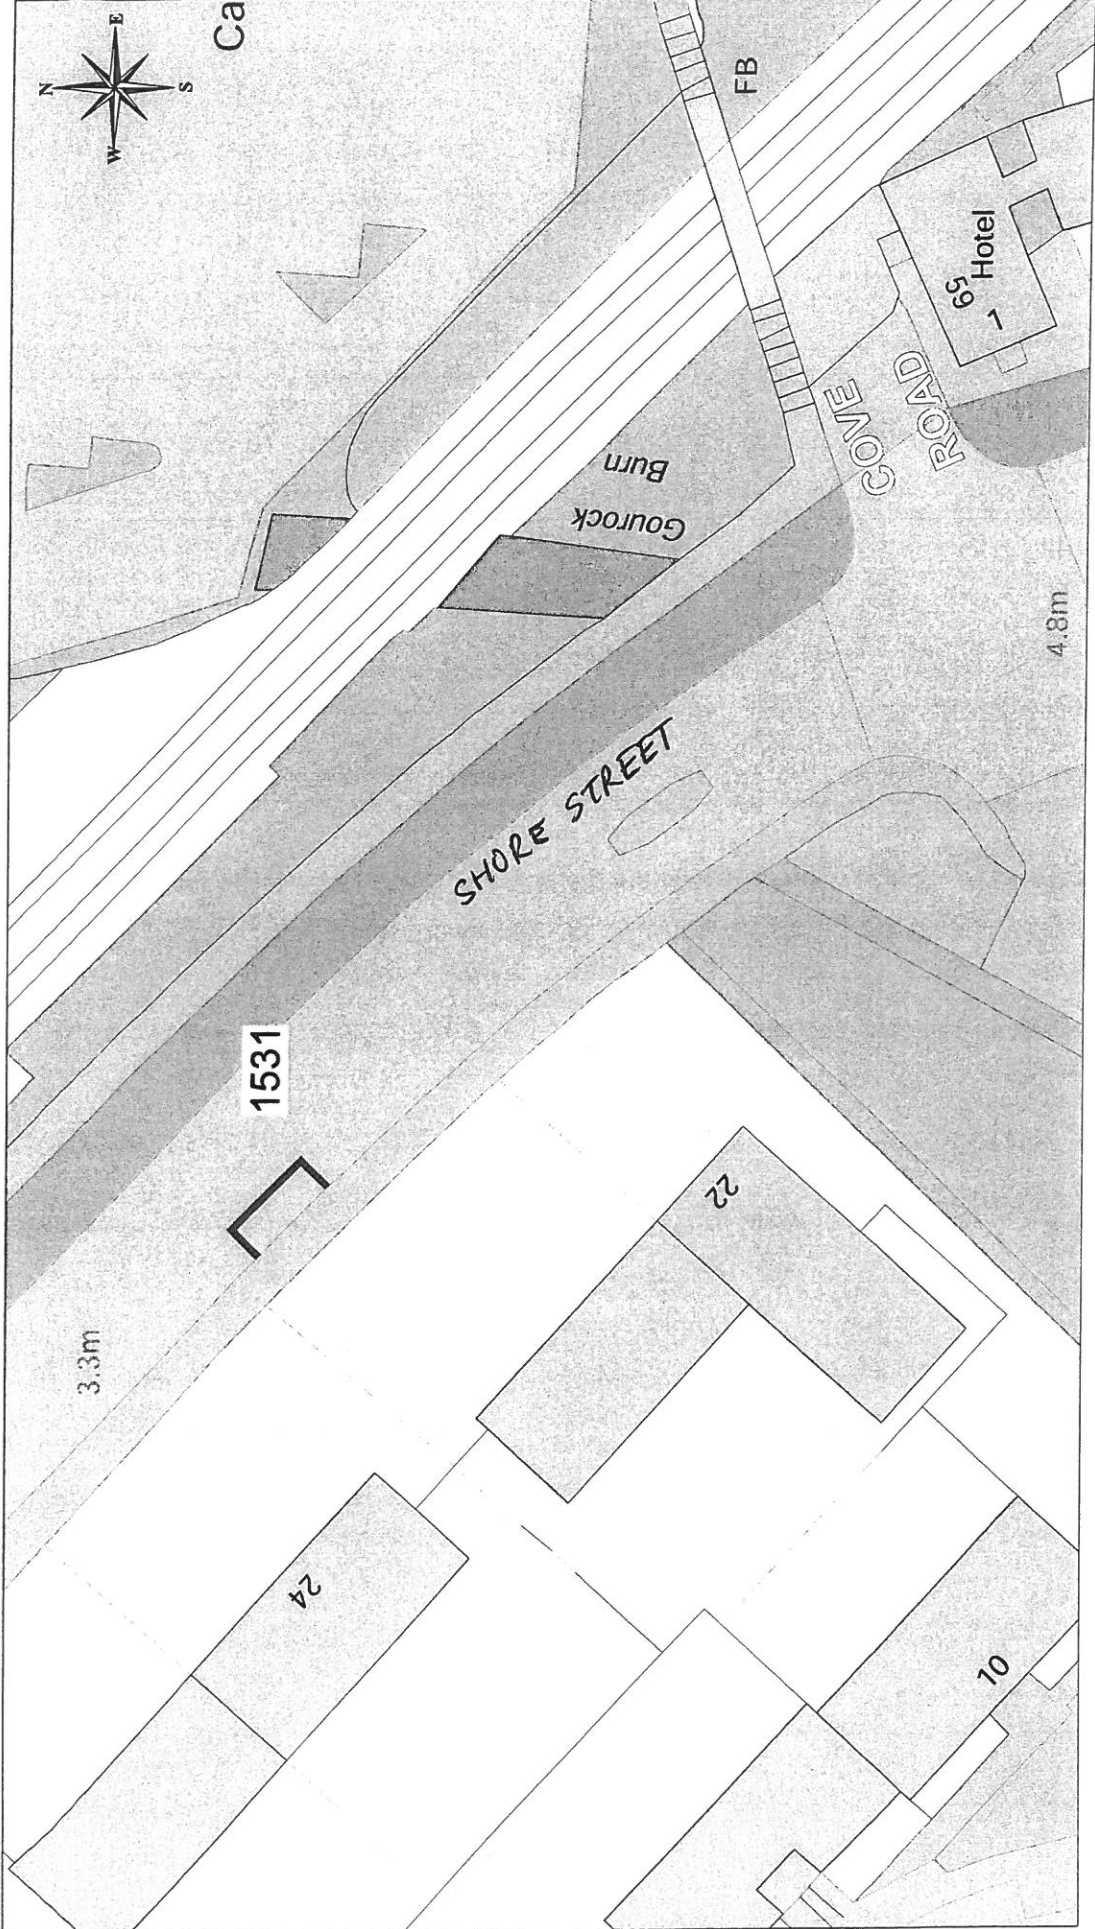 N
E
S
W
Ca
FB
Hotel
59
1
COVE
ROAD
Gourock
Burn
4.8m
SHORE STREET
1531
3.3m
22
24
10